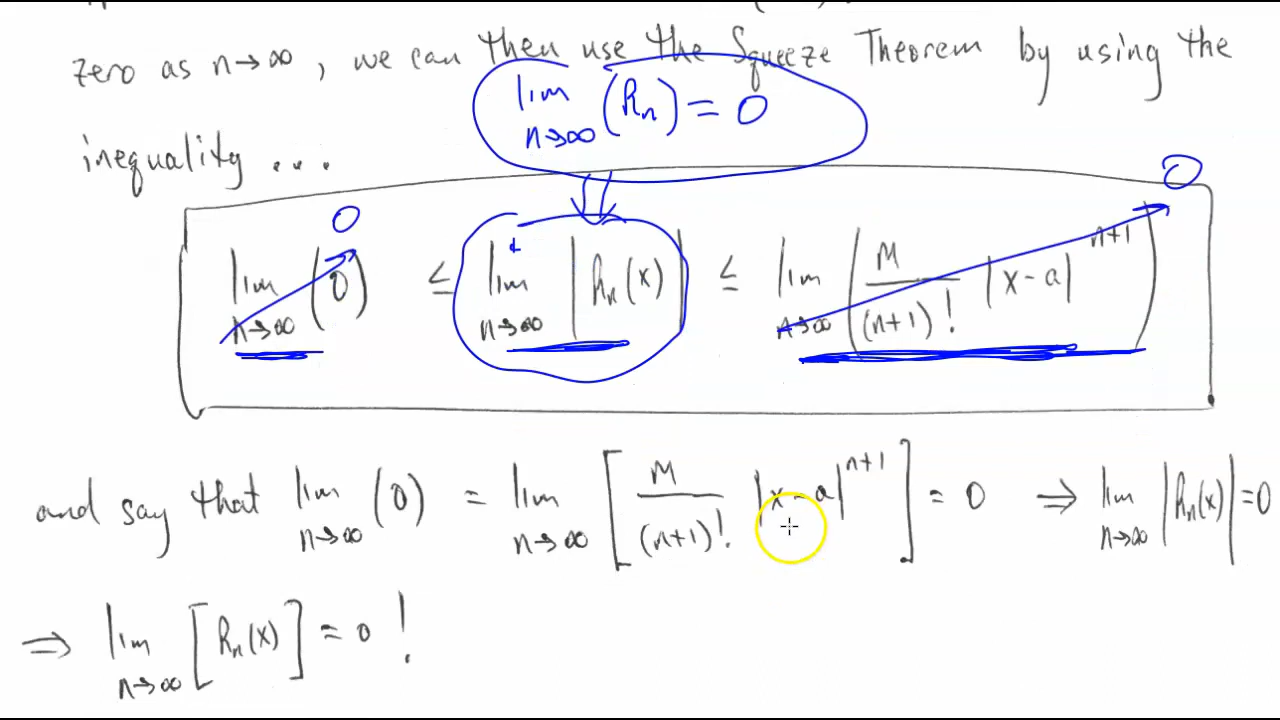 zero as n→∞, we can then use the Squeeze Theorem by using the
lim n→∞ (Rn) = 0
inequality ...
0 0
lim n→∞ (0) ≤ lim n→∞ |Rn(x)| ≤ lim n→∞ (M/(n+1)! |x-a|^n+1)
and say that lim n→∞ (0) = lim n→∞ [M/(n+1)! |x-a|^n+1] = 0 ⇒ lim n→∞ |Rn(x)| = 0
⇒ lim n→∞ [Rn(x)] = 0 !